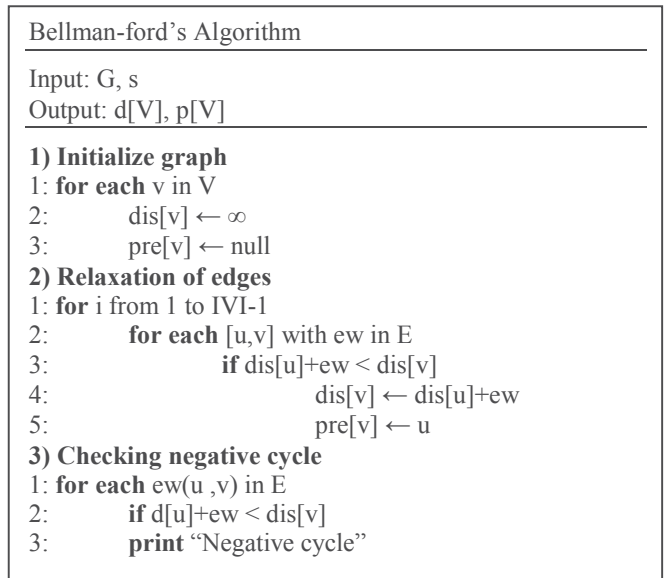 Bellman-ford's Algorithm
Input: G, s
Output: d[V], p[V]
1) Initialize graph
1: for each v in V
2: dis[v] ← ∞
3: pre[v] ← null
2) Relaxation of edges
1: for i from 1 to IVI-1
2: for each [u,v] with ew in E
3: if dis[u]+ew < dis[v]
4: dis[v] ← dis[u]+ew
5: pre[v] ← u
3) Checking negative cycle
1: for each ew(u ,v) in E
2: if d[u]+ew < dis[v]
3: print “Negative cycle”